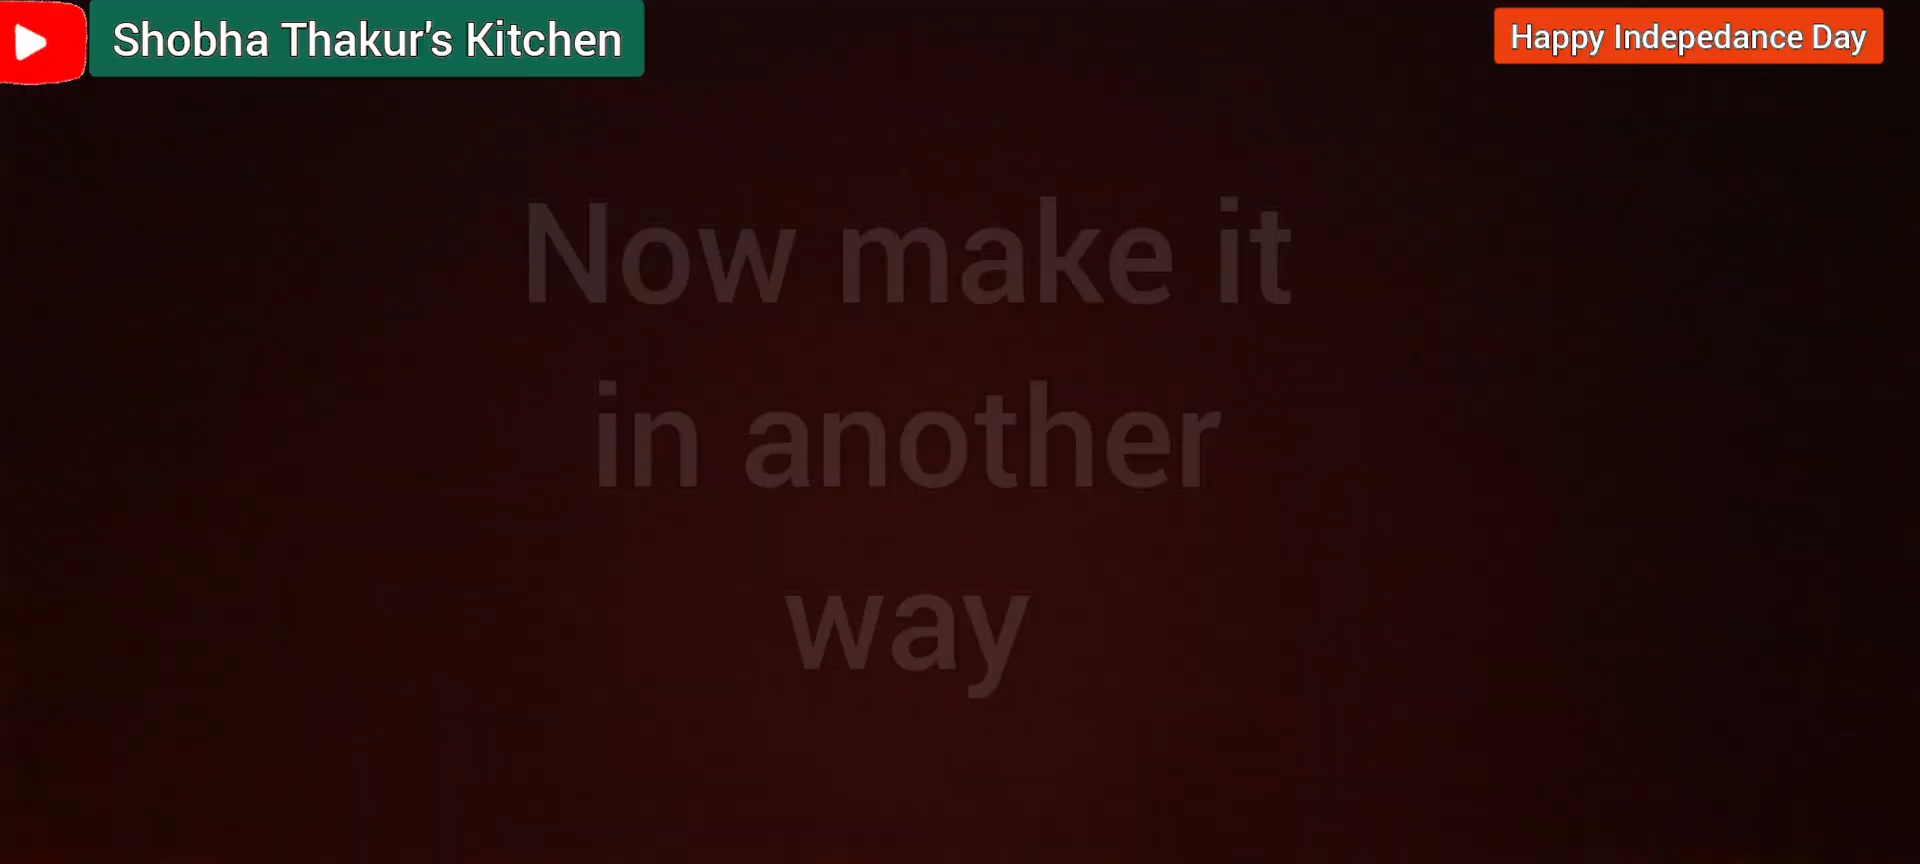 Shobha Thakur's Kitchen
Happy Indepedance Day
Now make it
in another
way